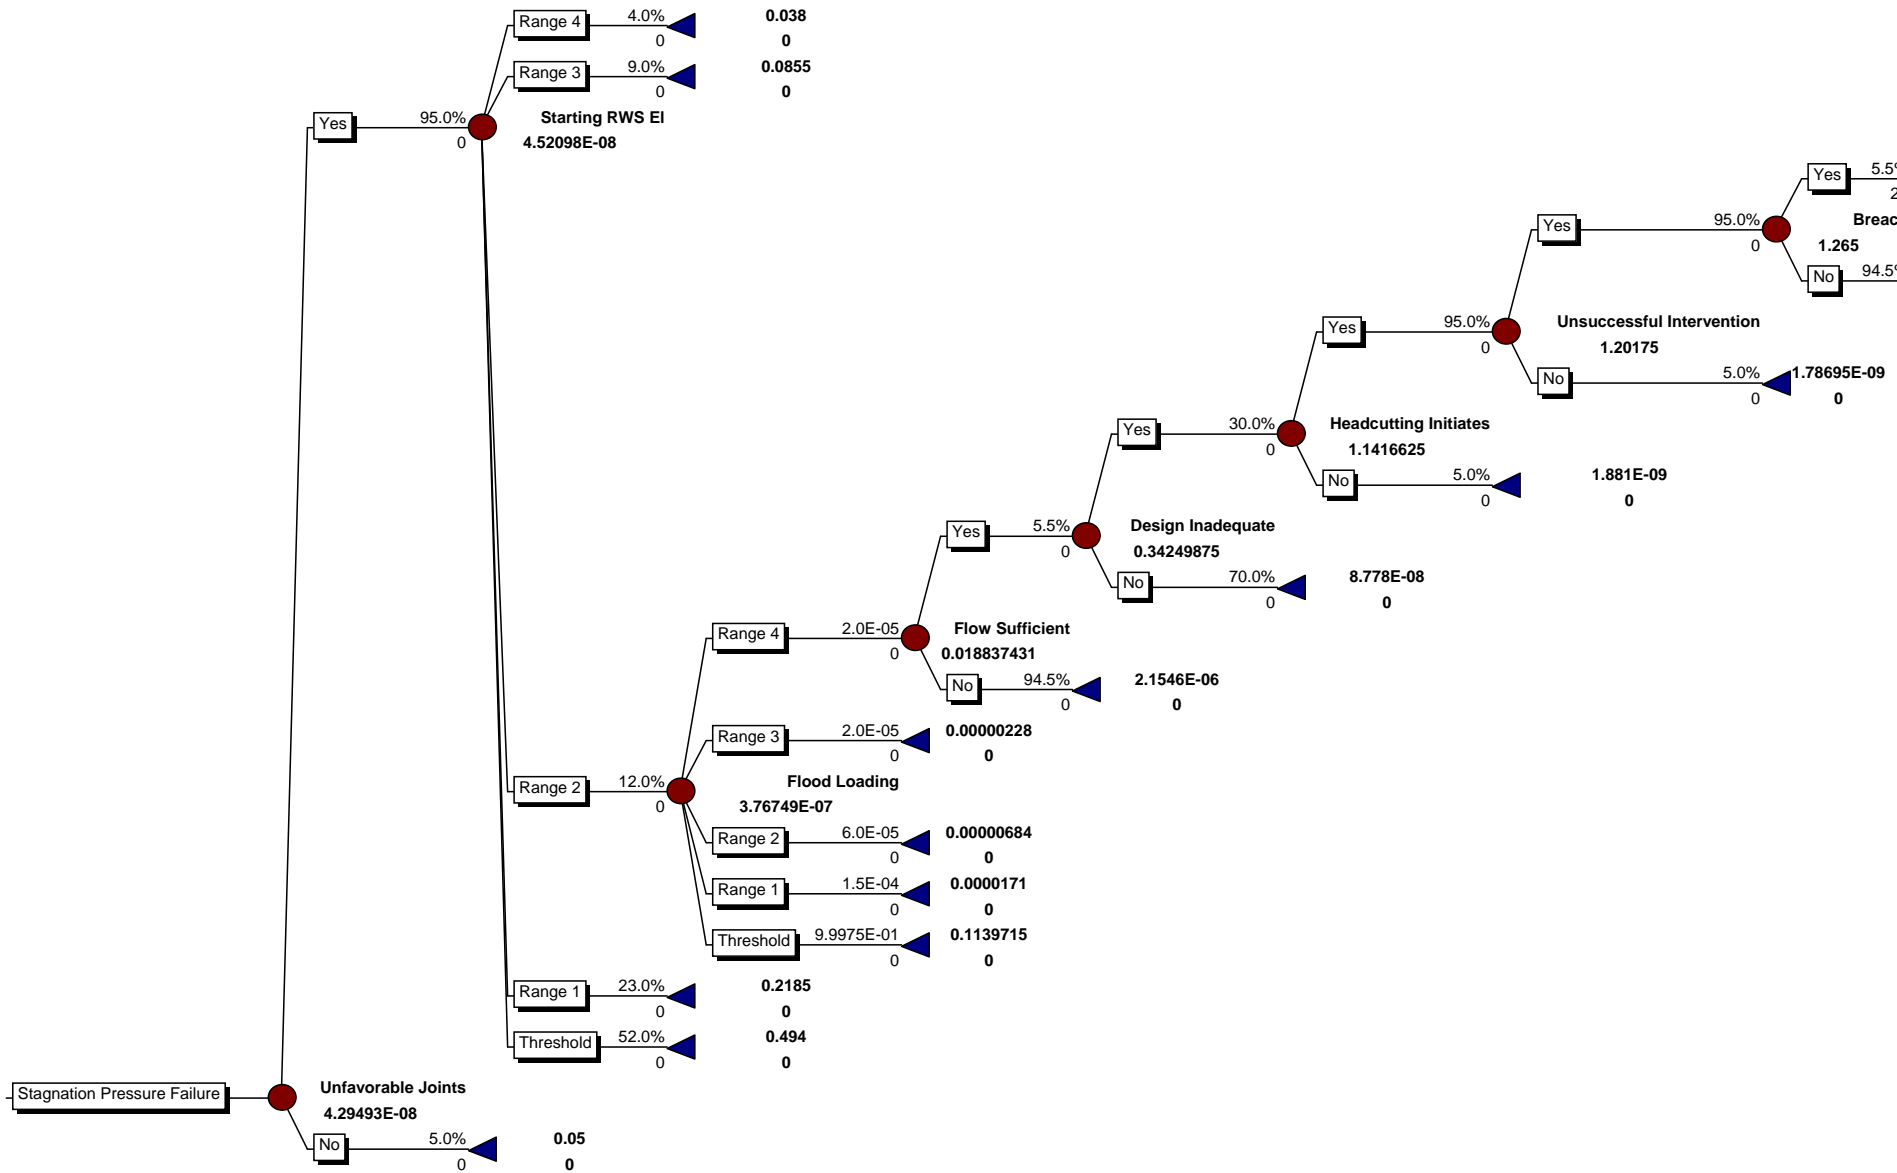 Range 4 4.0% 0.038
0 0
Range 3 9.0% 0.0855
0 0
Starting RWS El
Yes 95.0%
0 4.52098E-08
Yes 5.5%
2
Yes 95.0% Breac
0 1.265
No 94.5%
Yes 95.0% Unsuccessful Intervention
0 1.20175
No 5.0% 1.78695E-09
0 0
Yes 30.0% Headcutting Initiates
0 1.1416625
No 5.0% 1.881E-09
0 0
Yes 5.5% Design Inadequate
0 0.34249875
No 70.0% 8.778E-08
0 0
Range 4 2.0E-05 Flow Sufficient
0 0.018837431
No 94.5% 2.1546E-06
0 0
Range 3 2.0E-05 0.00000228
0 0
Range 2 12.0% Flood Loading
0 3.76749E-07
Range 2 6.0E-05 0.00000684
0 0
Range 1 1.5E-04 0.0000171
0 0
Threshold 9.9975E-01 0.1139715
0 0
Range 1 23.0% 0.2185
0 0
Threshold 52.0% 0.494
0 0
Stagnation Pressure Failure Unfavorable Joints
4.29493E-08
No 5.0% 0.05
0 0